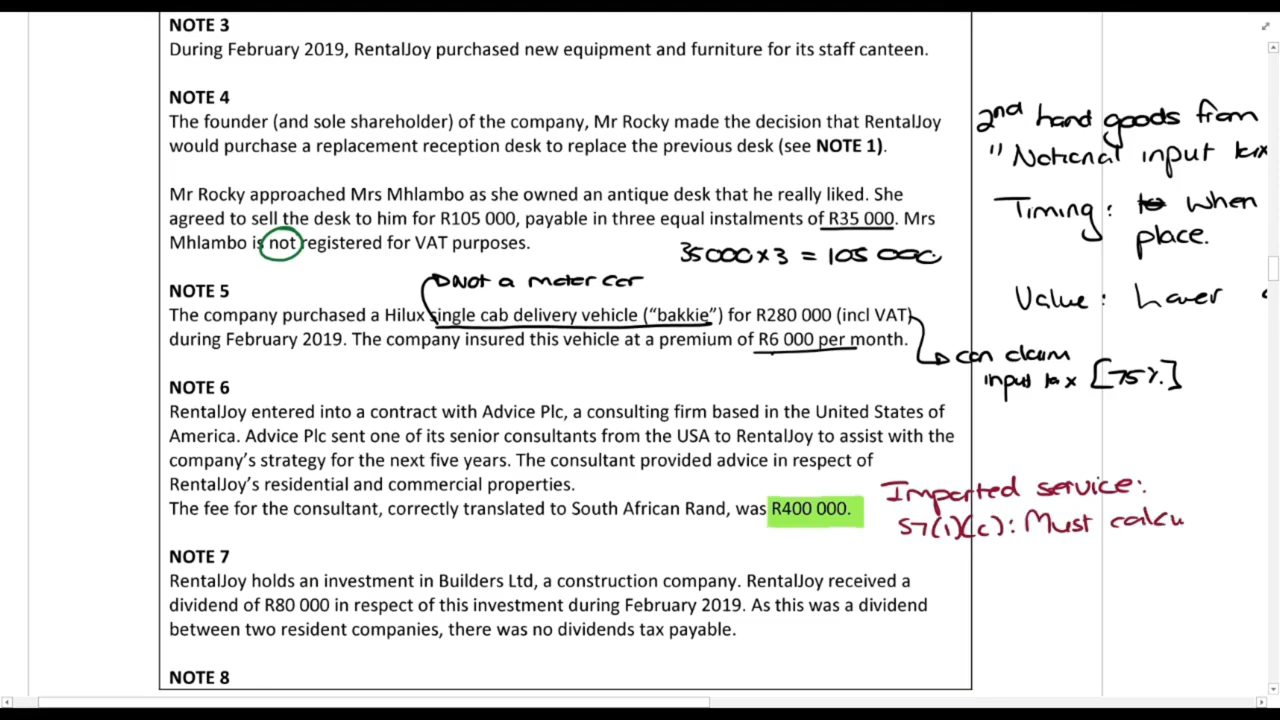 NOTE 3
During February 2019, RentalJoy purchased new equipment and furniture for its staff canteen.
NOTE 4
The founder (and sole shareholder) of the company, Mr Rocky made the decision that RentalJoy
would purchase a replacement reception desk to replace the previous desk (see NOTE 1).
2nd hand goods from
"Notional input tax
Mr Rocky approached Mrs Mhlambo as she owned an antique desk that he really liked. She
agreed to sell the desk to him for R105 000, payable in three equal instalments of R35 000. Mrs
Mhlambo is not registered for VAT purposes.
35000 x 3 = 105 000.
Timing: When
place.
Value: Lower
Not a motor car
NOTE 5
The company purchased a Hilux single cab delivery vehicle ("bakkie") for R280 000 (incl VAT)
during February 2019. The company insured this vehicle at a premium of R6 000 per month.
can claim
input tax [75%]
NOTE 6
RentalJoy entered into a contract with Advice Plc, a consulting firm based in the United States of
America. Advice Plc sent one of its senior consultants from the USA to RentalJoy to assist with the
company's strategy for the next five years. The consultant provided advice in respect of
RentalJoy's residential and commercial properties.
The fee for the consultant, correctly translated to South African Rand, was R400 000.
Imported service:
S7(1)(c): Must calcu
NOTE 7
RentalJoy holds an investment in Builders Ltd, a construction company. RentalJoy received a
dividend of R80 000 in respect of this investment during February 2019. As this was a dividend
between two resident companies, there was no dividends tax payable.
NOTE 8